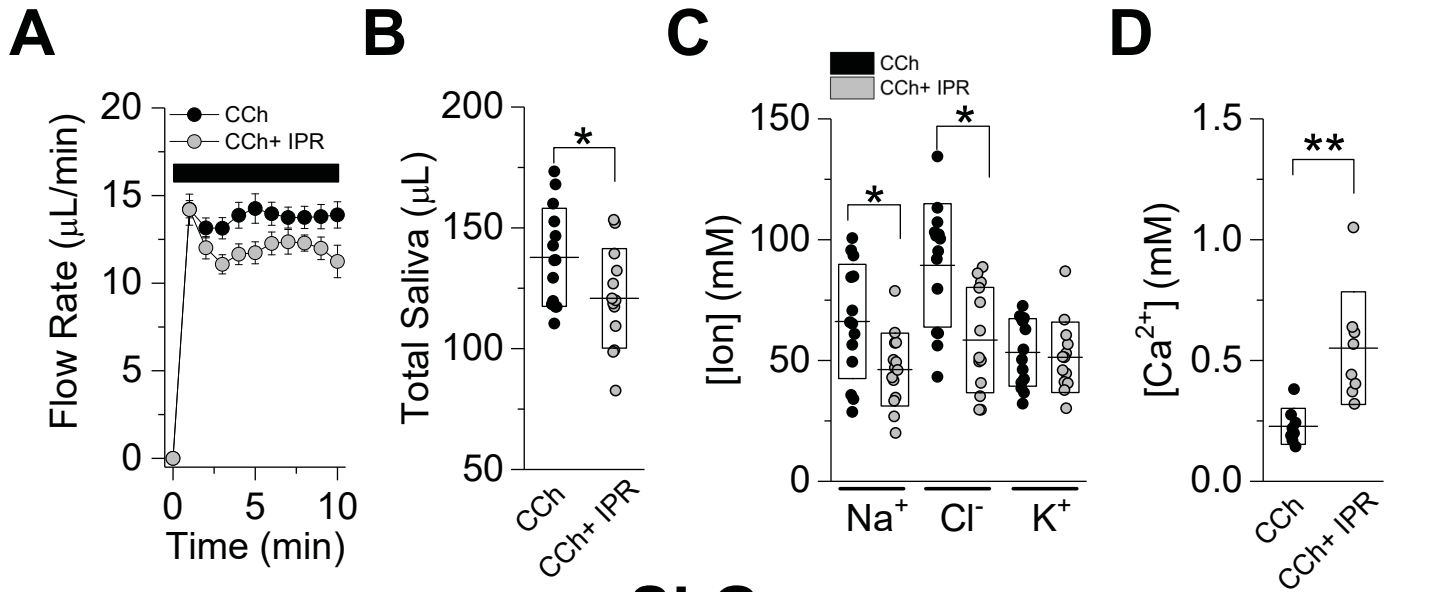 A
Flow Rate (μL/min)
20
15
10
5
0
CCh
CCh+ IPR
0 5 10
Time (min)
B
Total Saliva (μL)
200
150
100
50
*
CCh
CCh+ IPR
C
CCh
CCh+ IPR
[Ion] (mM)
150
100
50
0
*
*
Na⁺ Cl⁻ K⁺
D
[Ca²⁺] (mM)
1.5
1.0
0.5
0.0
**
CCh
CCh+ IPR